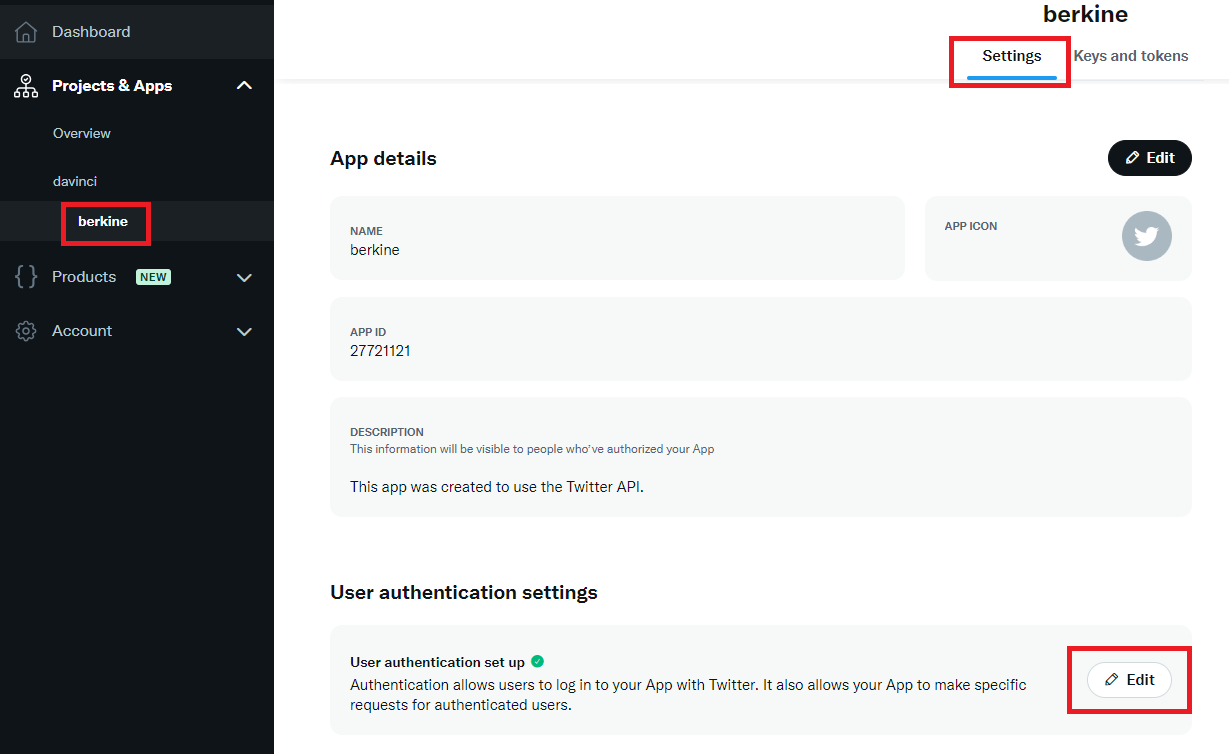 Dashboard
Projects & Apps
Overview
davinci
berkine
Products NEW
Account
berkine
Settings
Keys and tokens
App details
Edit
NAME
berkine
APP ICON
APP ID
27721121
DESCRIPTION
This information will be visible to people who've authorized your App
This app was created to use the Twitter API.
User authentication settings
User authentication set up
Authentication allows users to log in to your App with Twitter. It also allows your App to make specific
requests for authenticated users.
Edit